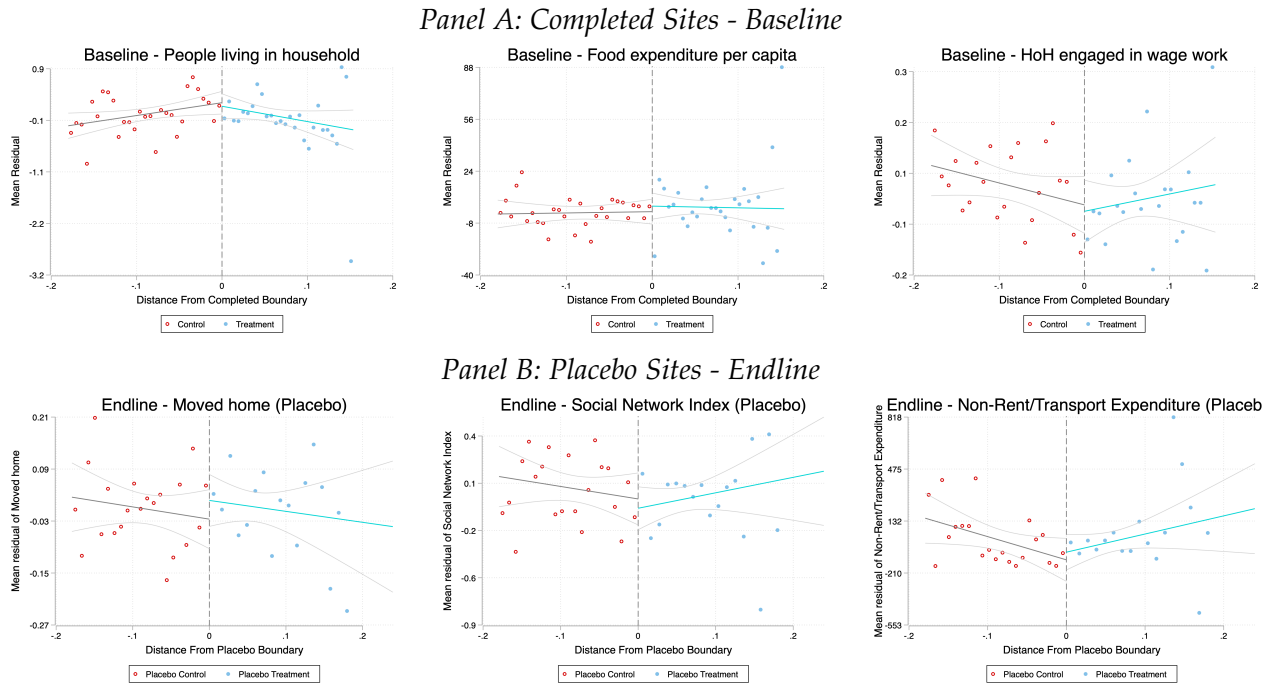 Panel A: Completed Sites - Baseline
Baseline - People living in household
Mean Residual
0.9
-0.1
-1.1
-2.2
-3.2
-.2
-.1
0
.1
.2
Distance From Completed Boundary
Control
Treatment
Baseline - Food expenditure per capita
Mean Residual
88
56
24
-8
-40
-.2
-.1
0
.1
.2
Distance From Completed Boundary
Control
Treatment
Baseline - HoH engaged in wage work
Mean Residual
0.3
0.2
0.1
-0.1
-0.2
-.2
-.1
0
.1
.2
Distance From Completed Boundary
Control
Treatment
Panel B: Placebo Sites - Endline
Endline - Moved home (Placebo)
Mean residual of Moved home
0.21
0.09
-0.03
-0.15
-0.27
-.2
-.1
0
.1
.2
Distance From Placebo Boundary
Placebo Control
Placebo Treatment
Endline - Social Network Index (Placebo)
Mean residual of Social Network Index
0.4
0.1
-0.2
-0.6
-0.9
-.2
-.1
0
.1
.2
Distance From Placebo Boundary
Placebo Control
Placebo Treatment
Endline - Non-Rent/Transport Expenditure (Placeb
Mean residual of Non-Rent/Transport Expenditure
818
475
132
-210
-553
-.2
-.1
0
.1
.2
Distance From Placebo Boundary
Placebo Control
Placebo Treatment